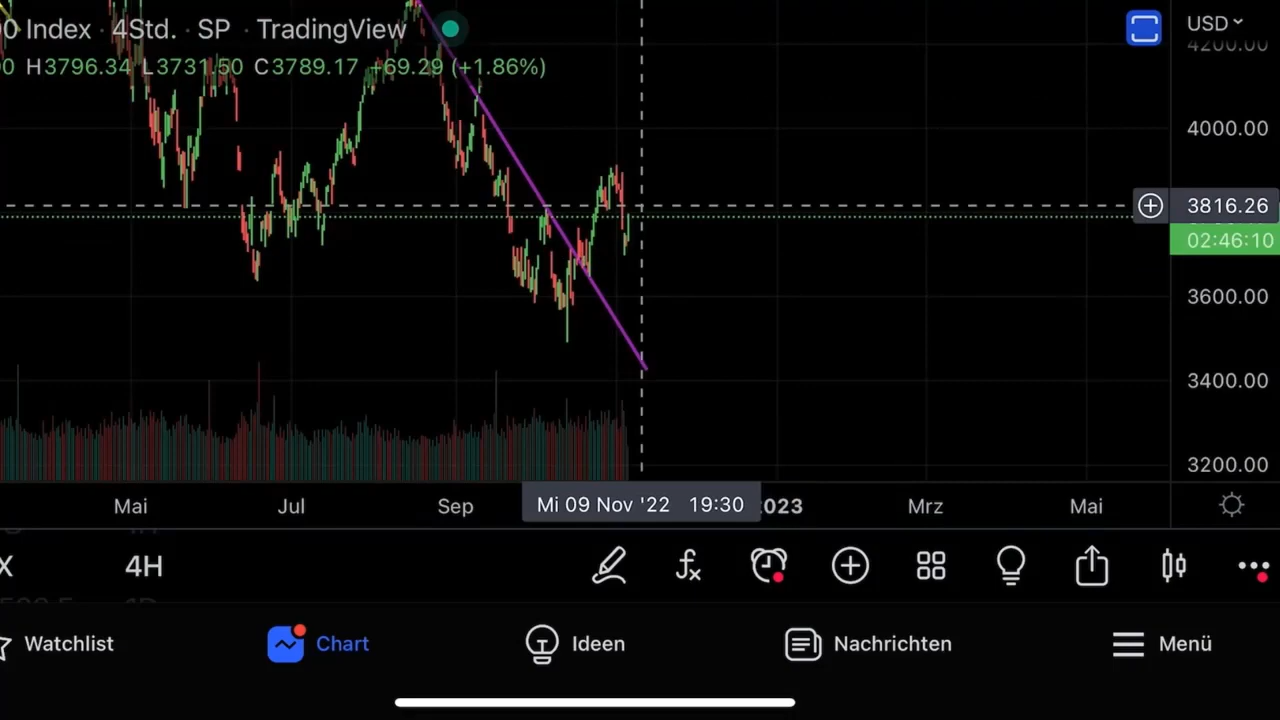 0 Index · 4Std. · SP · TradingView
USD
4200.00
0 H3796.34 L3731.50 C3789.17 +69.29 (+1.86%)
4000.00
3816.26
02:46:10
3600.00
3400.00
3200.00
Mai Jul Sep Mi 09 Nov '22 19:30 2023 Mrz Mai
X 4H fx
Watchlist Chart Ideen Nachrichten Menü